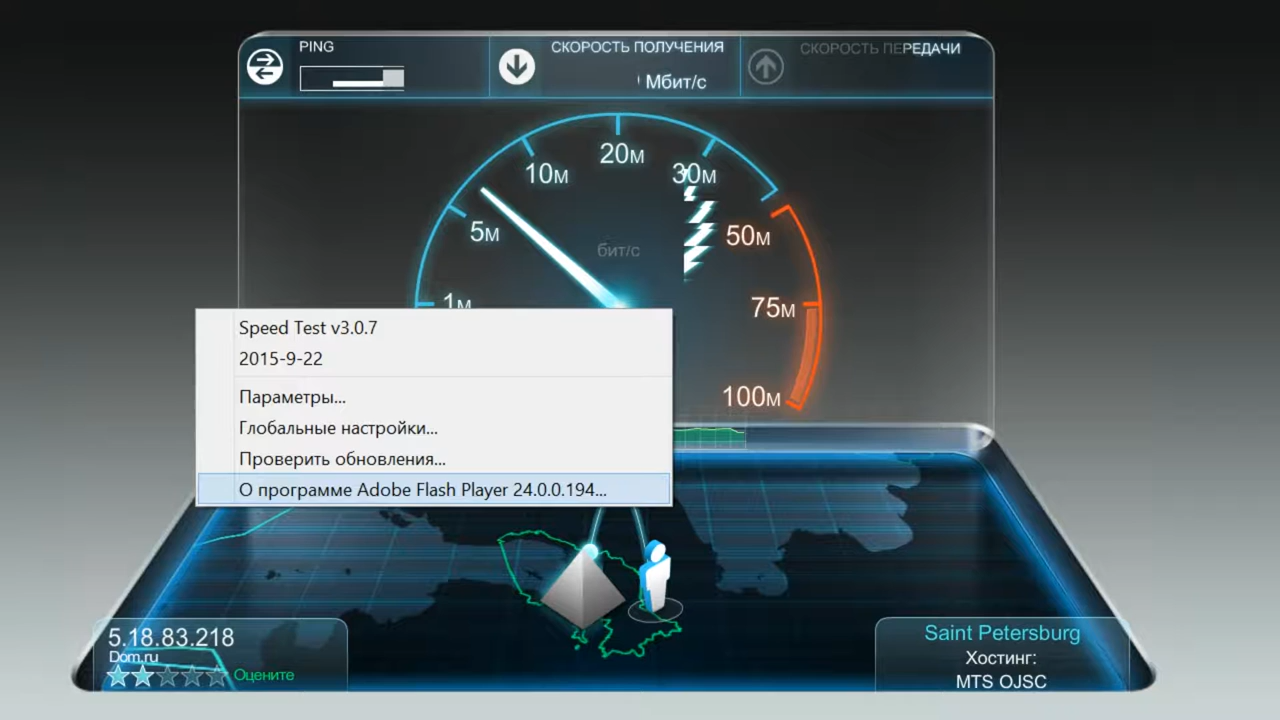 PING
СКОРОСТЬ ПОЛУЧЕНИЯ
СКОРОСТЬ ПЕРЕДАЧИ
Мбит/с
20м
10м
30м
5м
50м
бит/с
1м
75м
100м
Speed Test v3.0.7
2015-9-22
Параметры...
Глобальные настройки...
Проверить обновления...
О программе Adobe Flash Player 24.0.0.194...
5.18.83.218
Dom.ru
Оцените
Saint Petersburg
Хостинг:
MTS OJSC